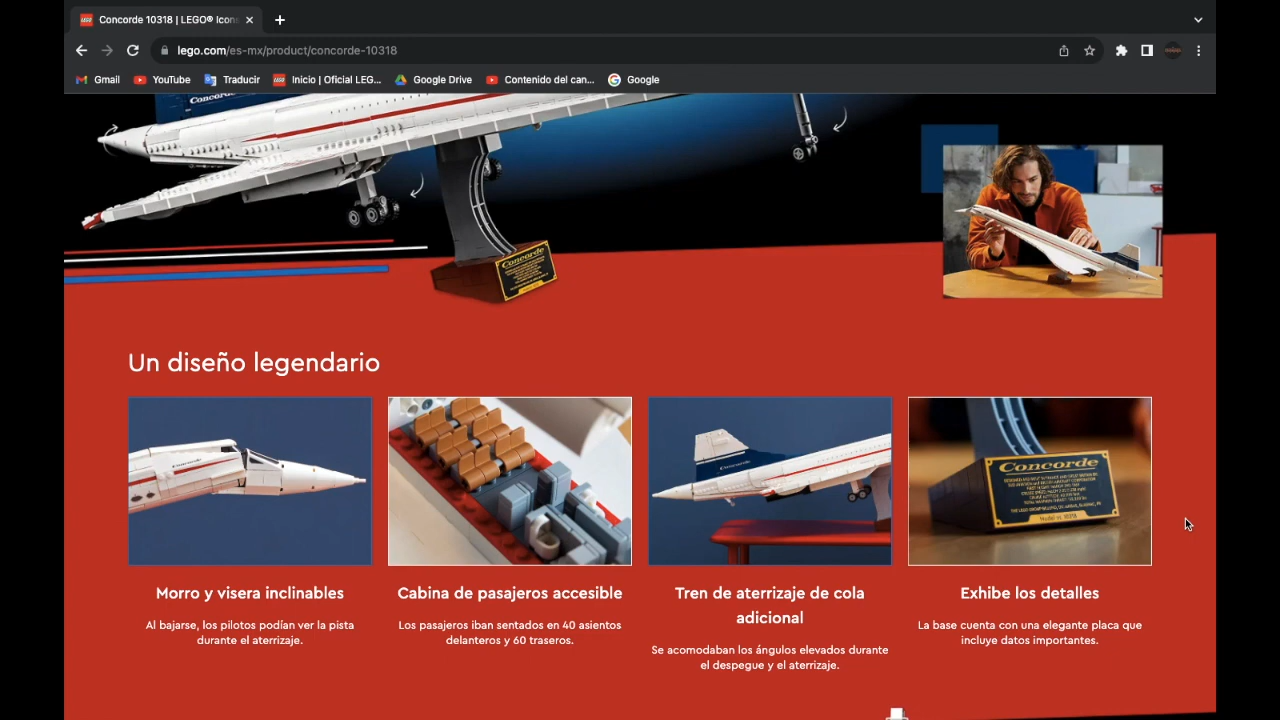 Concorde 10318 | LEGO® Icons
lego.com/es-mx/product/concorde-10318
Gmail
YouTube
Traducir
Inicio | Oficial LEG...
Google Drive
Contenido del can...
Google
Concorde
Concorde
Un diseño legendario
Concorde
Morro y visera inclinables
Al bajarse, los pilotos podían ver la pista
durante el aterrizaje.
Cabina de pasajeros accesible
Los pasajeros iban sentados en 40 asientos
delanteros y 60 traseros.
Tren de aterrizaje de cola
adicional
Se acomodaban los ángulos elevados durante
el despegue y el aterrizaje.
Exhibe los detalles
La base cuenta con una elegante placa que
incluye datos importantes.